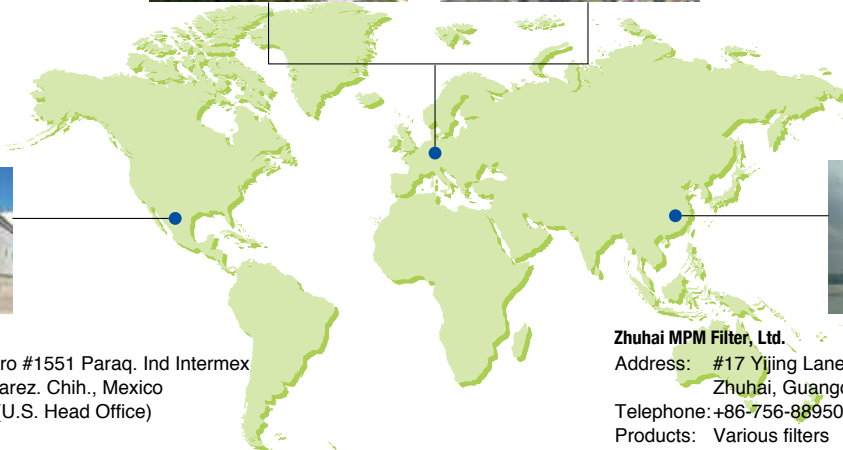 ro #1551 Paraq. Ind Intermex
arez. Chih., Mexico
(U.S. Head Office)
Zhuhai MPM Filter, Ltd.
Address: #17 Yijing Lane
Zhuhai, Guangd
Telephone: +86-756-88950
Products: Various filters